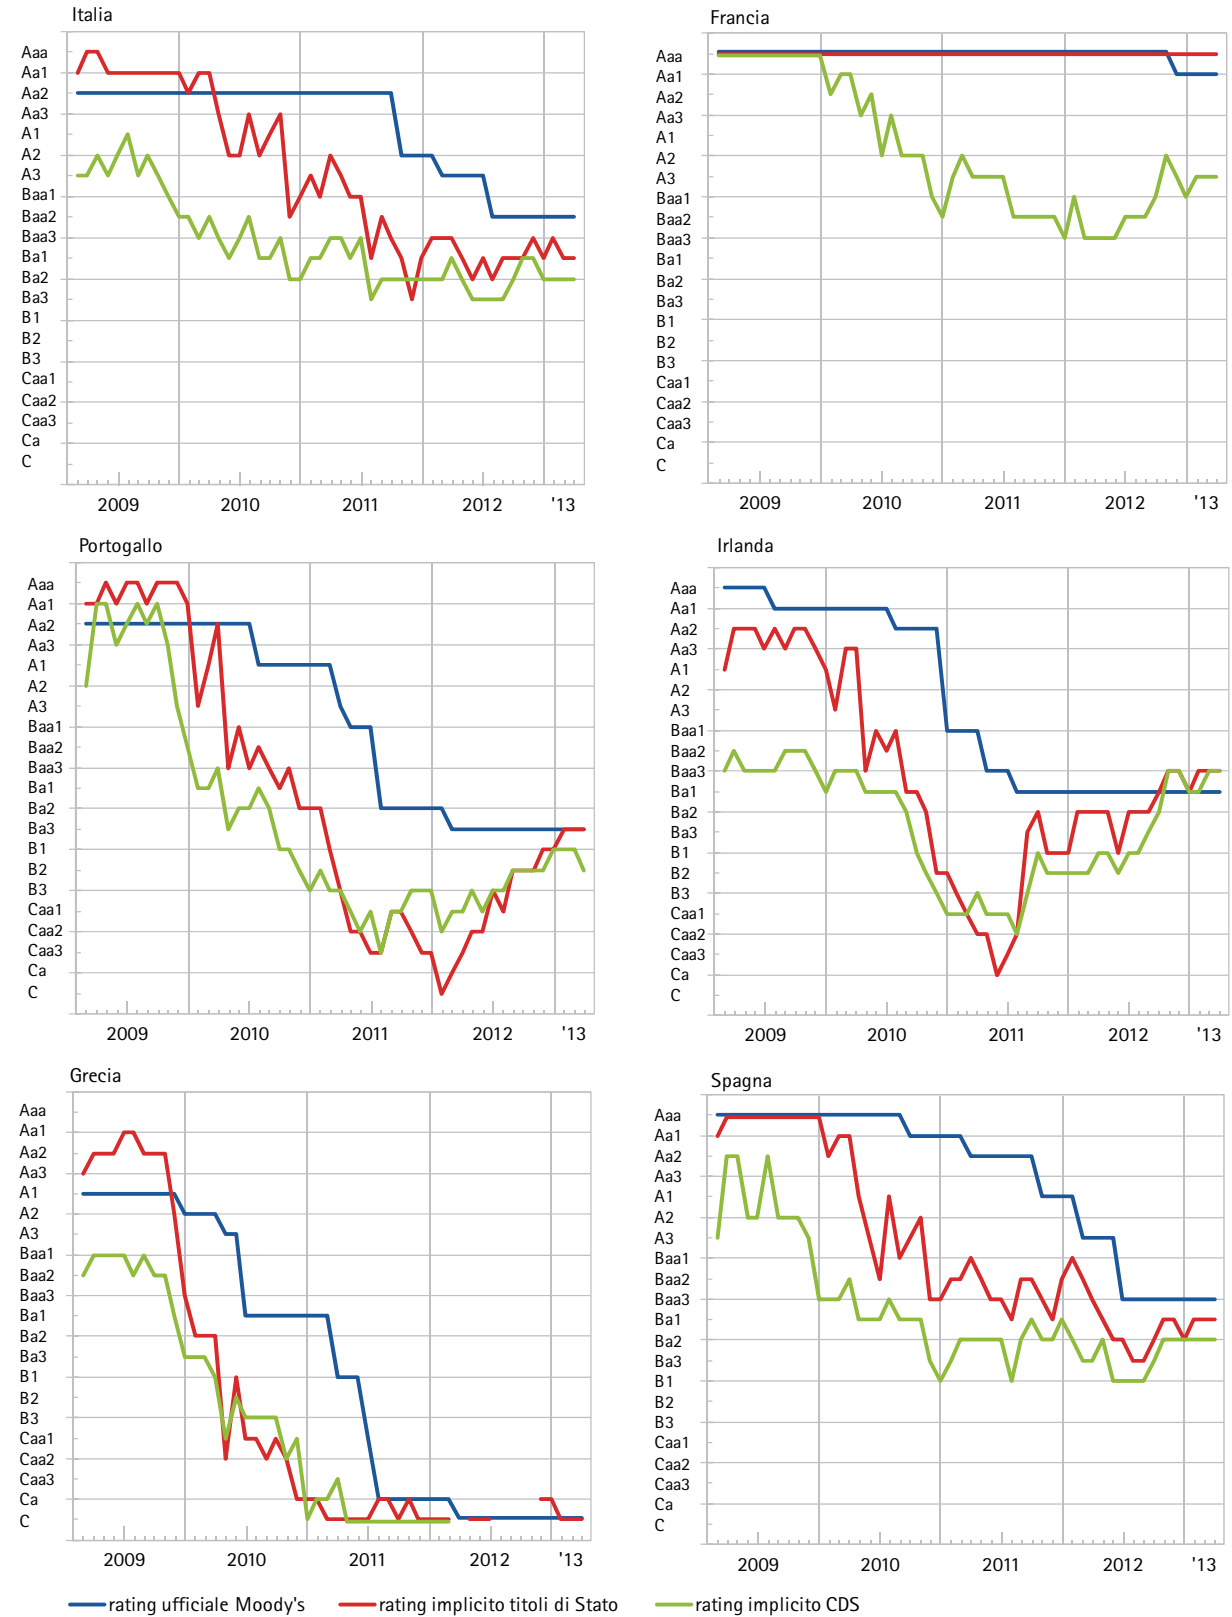 Italia
Aaa
Aa1
Aa2
Aa3
A1
A2
A3
Baa1
Baa2
Baa3
Ba1
Ba2
Ba3
B1
B2
B3
Caa1
Caa2
Caa3
Ca
C
2009 2010 2011 2012 '13
Francia
Aaa
Aa1
Aa2
Aa3
A1
A2
A3
Baa1
Baa2
Baa3
Ba1
Ba2
Ba3
B1
B2
B3
Caa1
Caa2
Caa3
Ca
C
2009 2010 2011 2012 '13
Portogallo
Aaa
Aa1
Aa2
Aa3
A1
A2
A3
Baa1
Baa2
Baa3
Ba1
Ba2
Ba3
B1
B2
B3
Caa1
Caa2
Caa3
Ca
C
2009 2010 2011 2012 '13
Irlanda
Aaa
Aa1
Aa2
Aa3
A1
A2
A3
Baa1
Baa2
Baa3
Ba1
Ba2
Ba3
B1
B2
B3
Caa1
Caa2
Caa3
Ca
C
2009 2010 2011 2012 '13
Grecia
Aaa
Aa1
Aa2
Aa3
A1
A2
A3
Baa1
Baa2
Baa3
Ba1
Ba2
Ba3
B1
B2
B3
Caa1
Caa2
Caa3
Ca
C
2009 2010 2011 2012 '13
Spagna
Aaa
Aa1
Aa2
Aa3
A1
A2
A3
Baa1
Baa2
Baa3
Ba1
Ba2
Ba3
B1
B2
B3
Caa1
Caa2
Caa3
Ca
C
2009 2010 2011 2012 '13
rating ufficiale Moody's rating implicito titoli di Stato rating implicito CDS